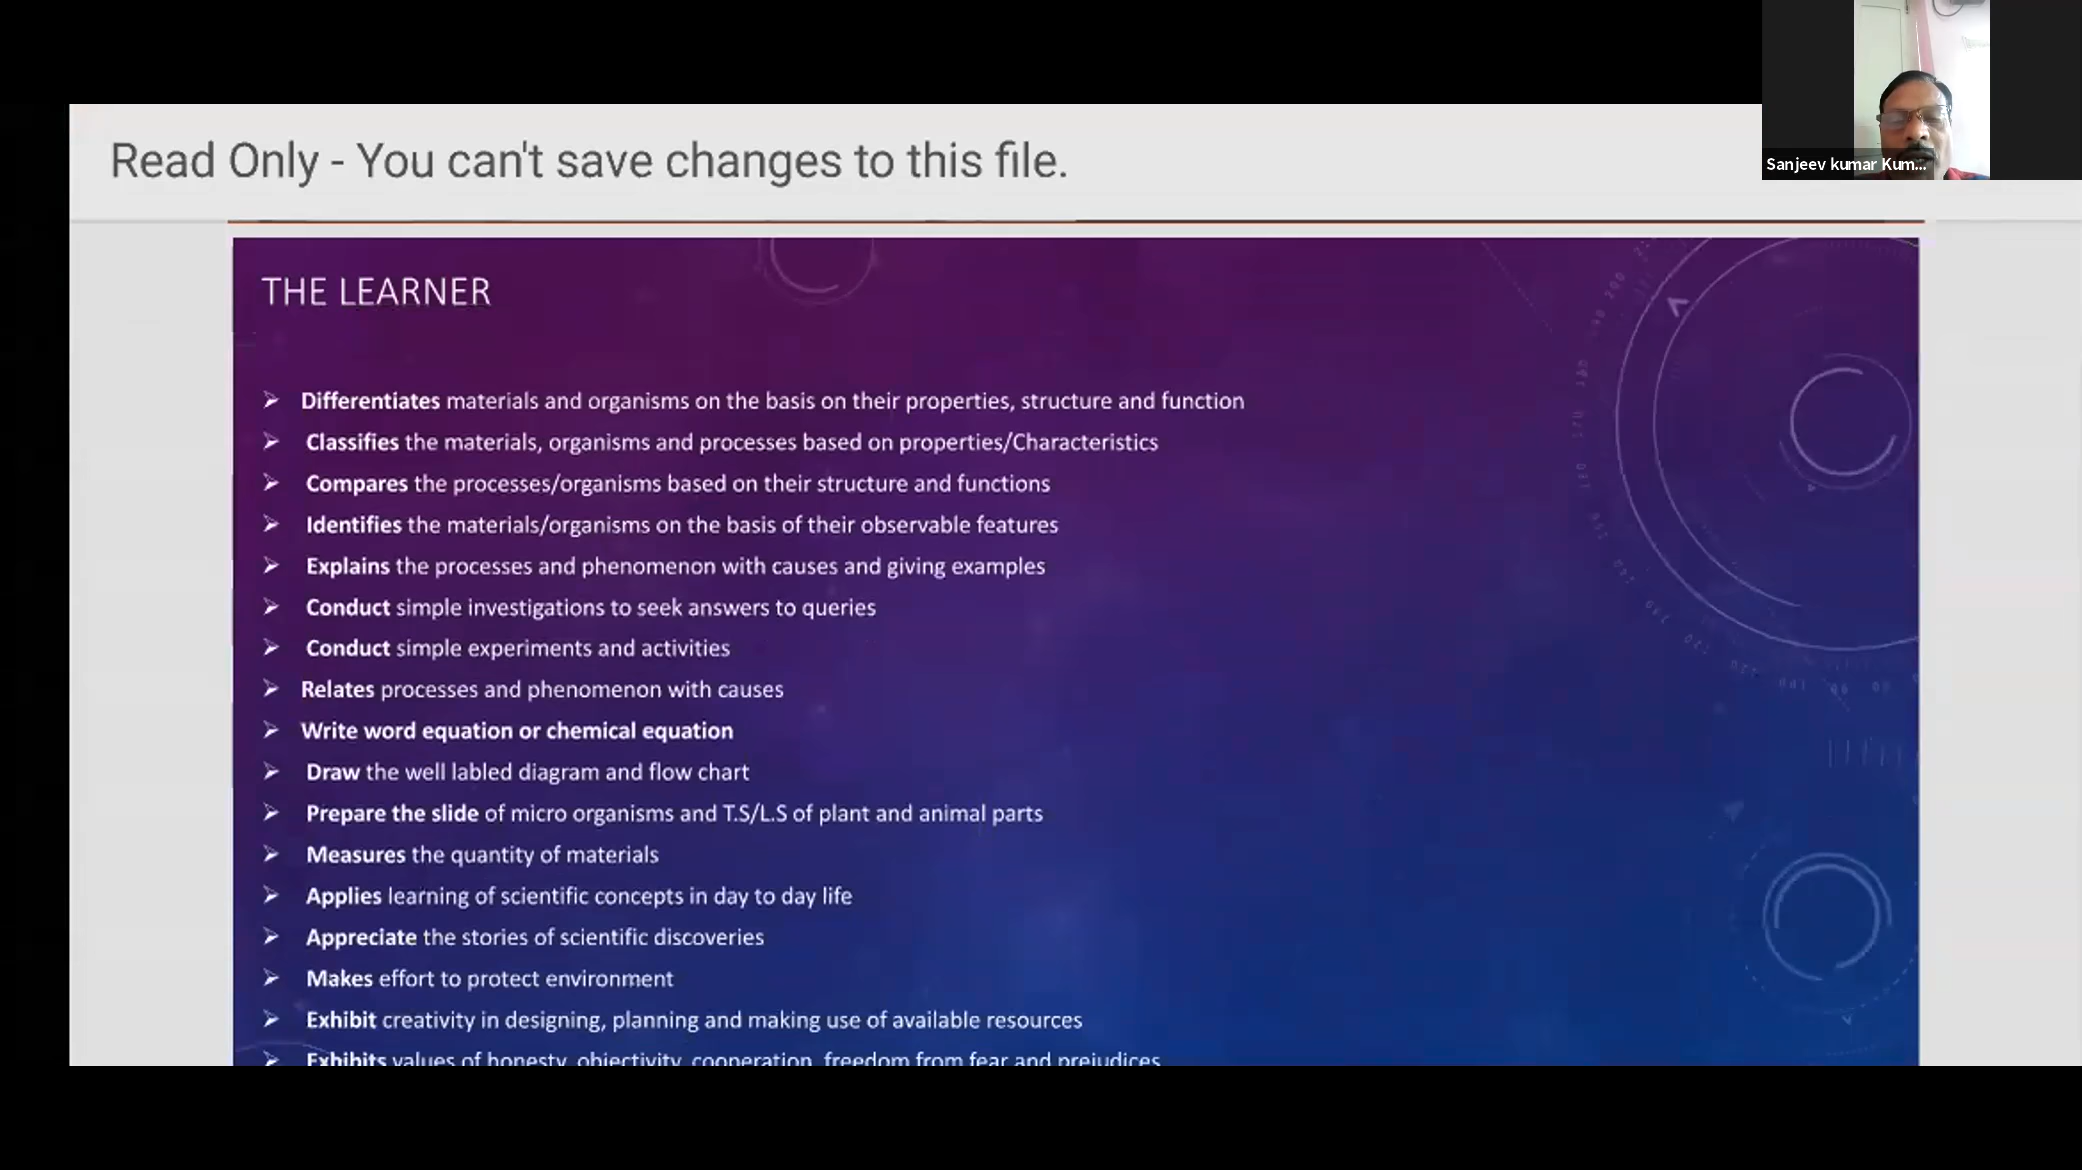 Read Only - You can't save changes to this file.
Sanjeev kumar Kum...
THE LEARNER
➢ Differentiates materials and organisms on the basis on their properties, structure and function
➢ Classifies the materials, organisms and processes based on properties/Characteristics
➢ Compares the processes/organisms based on their structure and functions
➢ Identifies the materials/organisms on the basis of their observable features
➢ Explains the processes and phenomenon with causes and giving examples
➢ Conduct simple investigations to seek answers to queries
➢ Conduct simple experiments and activities
➢ Relates processes and phenomenon with causes
➢ Write word equation or chemical equation
➢ Draw the well labled diagram and flow chart
➢ Prepare the slide of micro organisms and T.S/L.S of plant and animal parts
➢ Measures the quantity of materials
➢ Applies learning of scientific concepts in day to day life
➢ Appreciate the stories of scientific discoveries
➢ Makes effort to protect environment
➢ Exhibit creativity in designing, planning and making use of available resources
➢ Exhibits values of honesty, objectivity, cooperation, freedom from fear and prejudices